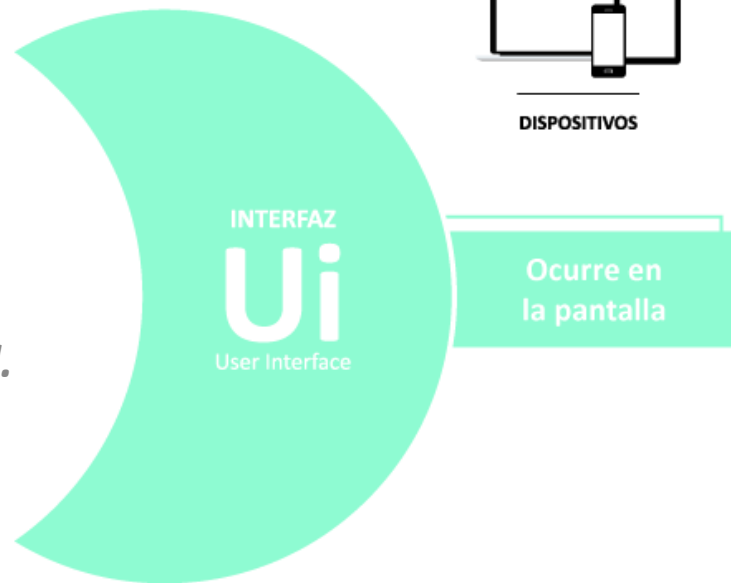 DISPOSITIVOS
INTERFAZ
Ui
User Interface
Ocurre en
la pantalla